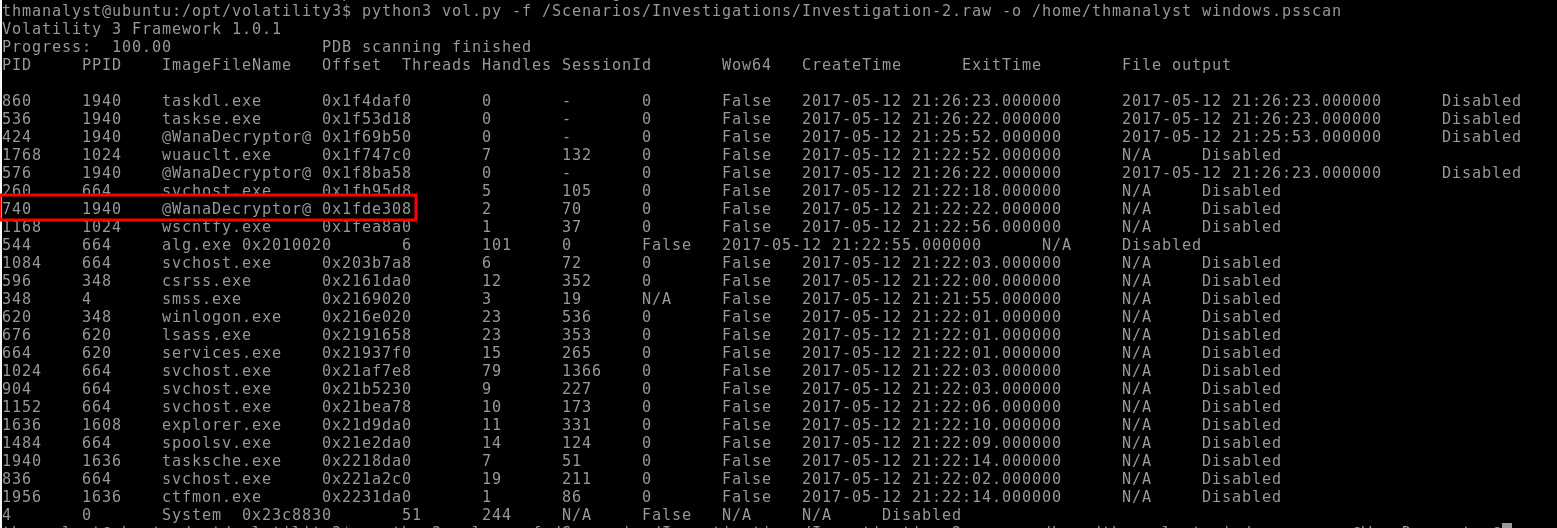 thmanalyst@ubuntu:/opt/volatility3$ python3 vol.py -f /Scenarios/Investigations/Investigation-2.raw -o /home/thmanalyst windows.psscan
Volatility 3 Framework 1.0.1
Progress:  100.00 PDB scanning finished
PID PPID ImageFileName Offset Threads Handles SessionId Wow64 CreateTime ExitTime File output
860 1940 taskdl.exe 0x1f4daf0 0 - 0 False 2017-05-12 21:26:23.000000 2017-05-12 21:26:23.000000 Disabled
536 1940 taskse.exe 0x1f53d18 0 - 0 False 2017-05-12 21:26:22.000000 2017-05-12 21:26:23.000000 Disabled
424 1940 @WanaDecryptor@ 0x1f69b50 0 - 0 False 2017-05-12 21:25:52.000000 2017-05-12 21:25:53.000000 Disabled
1768 1024 wuauclt.exe 0x1f747c0 7 132 0 False 2017-05-12 21:22:52.000000 N/A Disabled
576 1940 @WanaDecryptor@ 0x1f8ba58 0 - 0 False 2017-05-12 21:26:22.000000 2017-05-12 21:26:23.000000 Disabled
260 664 svchost.exe 0x1fb95d8 5 105 0 False 2017-05-12 21:22:18.000000 N/A Disabled
740 1940 @WanaDecryptor@ 0x1fde308 2 70 0 False 2017-05-12 21:22:22.000000 N/A Disabled
1168 1024 wscntfy.exe 0x1fea8a0 1 37 0 False 2017-05-12 21:22:56.000000 N/A Disabled
544 664 alg.exe 0x2010020 6 101 0 False 2017-05-12 21:22:55.000000 N/A Disabled
1084 664 svchost.exe 0x203b7a8 6 72 0 False 2017-05-12 21:22:03.000000 N/A Disabled
596 348 csrss.exe 0x2161da0 12 352 0 False 2017-05-12 21:22:00.000000 N/A Disabled
348 4 smss.exe 0x2169020 3 19 N/A False 2017-05-12 21:21:55.000000 N/A Disabled
620 348 winlogon.exe 0x216e020 23 536 0 False 2017-05-12 21:22:01.000000 N/A Disabled
676 620 lsass.exe 0x2191658 23 353 0 False 2017-05-12 21:22:01.000000 N/A Disabled
664 620 services.exe 0x21937f0 15 265 0 False 2017-05-12 21:22:01.000000 N/A Disabled
1024 664 svchost.exe 0x21af7e8 79 1366 0 False 2017-05-12 21:22:03.000000 N/A Disabled
904 664 svchost.exe 0x21b5230 9 227 0 False 2017-05-12 21:22:03.000000 N/A Disabled
1152 664 svchost.exe 0x21bea78 10 173 0 False 2017-05-12 21:22:06.000000 N/A Disabled
1636 1608 explorer.exe 0x21d9da0 11 331 0 False 2017-05-12 21:22:10.000000 N/A Disabled
1484 664 spoolsv.exe 0x21e2da0 14 124 0 False 2017-05-12 21:22:09.000000 N/A Disabled
1940 1636 tasksche.exe 0x2218da0 7 51 0 False 2017-05-12 21:22:14.000000 N/A Disabled
836 664 svchost.exe 0x221a2c0 19 211 0 False 2017-05-12 21:22:02.000000 N/A Disabled
1956 1636 ctfmon.exe 0x2231da0 1 86 0 False 2017-05-12 21:22:14.000000 N/A Disabled
4 0 System 0x23c8830 51 244 N/A False N/A N/A Disabled